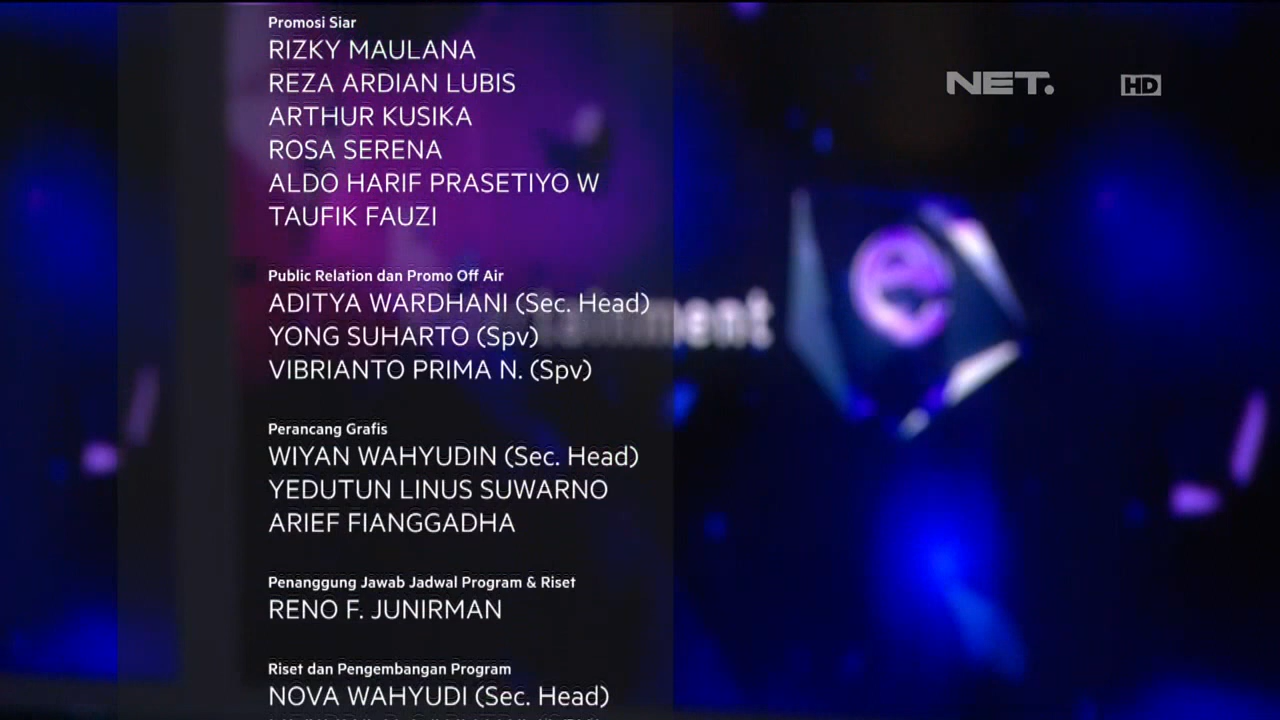 Promosi Siar
RIZKY MAULANA
REZA ARDIAN LUBIS
ARTHUR KUSIKA
ROSA SERENA
ALDO HARIF PRASETIYO W
TAUFIK FAUZI
Public Relation dan Promo Off Air
ADITYA WARDHANI (Sec. Head)
YONG SUHARTO (Spv)
VIBRIANTO PRIMA N. (Spv)
Perancang Grafis
WIYAN WAHYUDIN (Sec. Head)
YEDUTUN LINUS SUWARNO
ARIEF FIANGGADHA
Penanggung Jawab Jadwal Program & Riset
RENO F. JUNIRMAN
Riset dan Pengembangan Program
NOVA WAHYUDI (Sec. Head)
NET.
HD
e